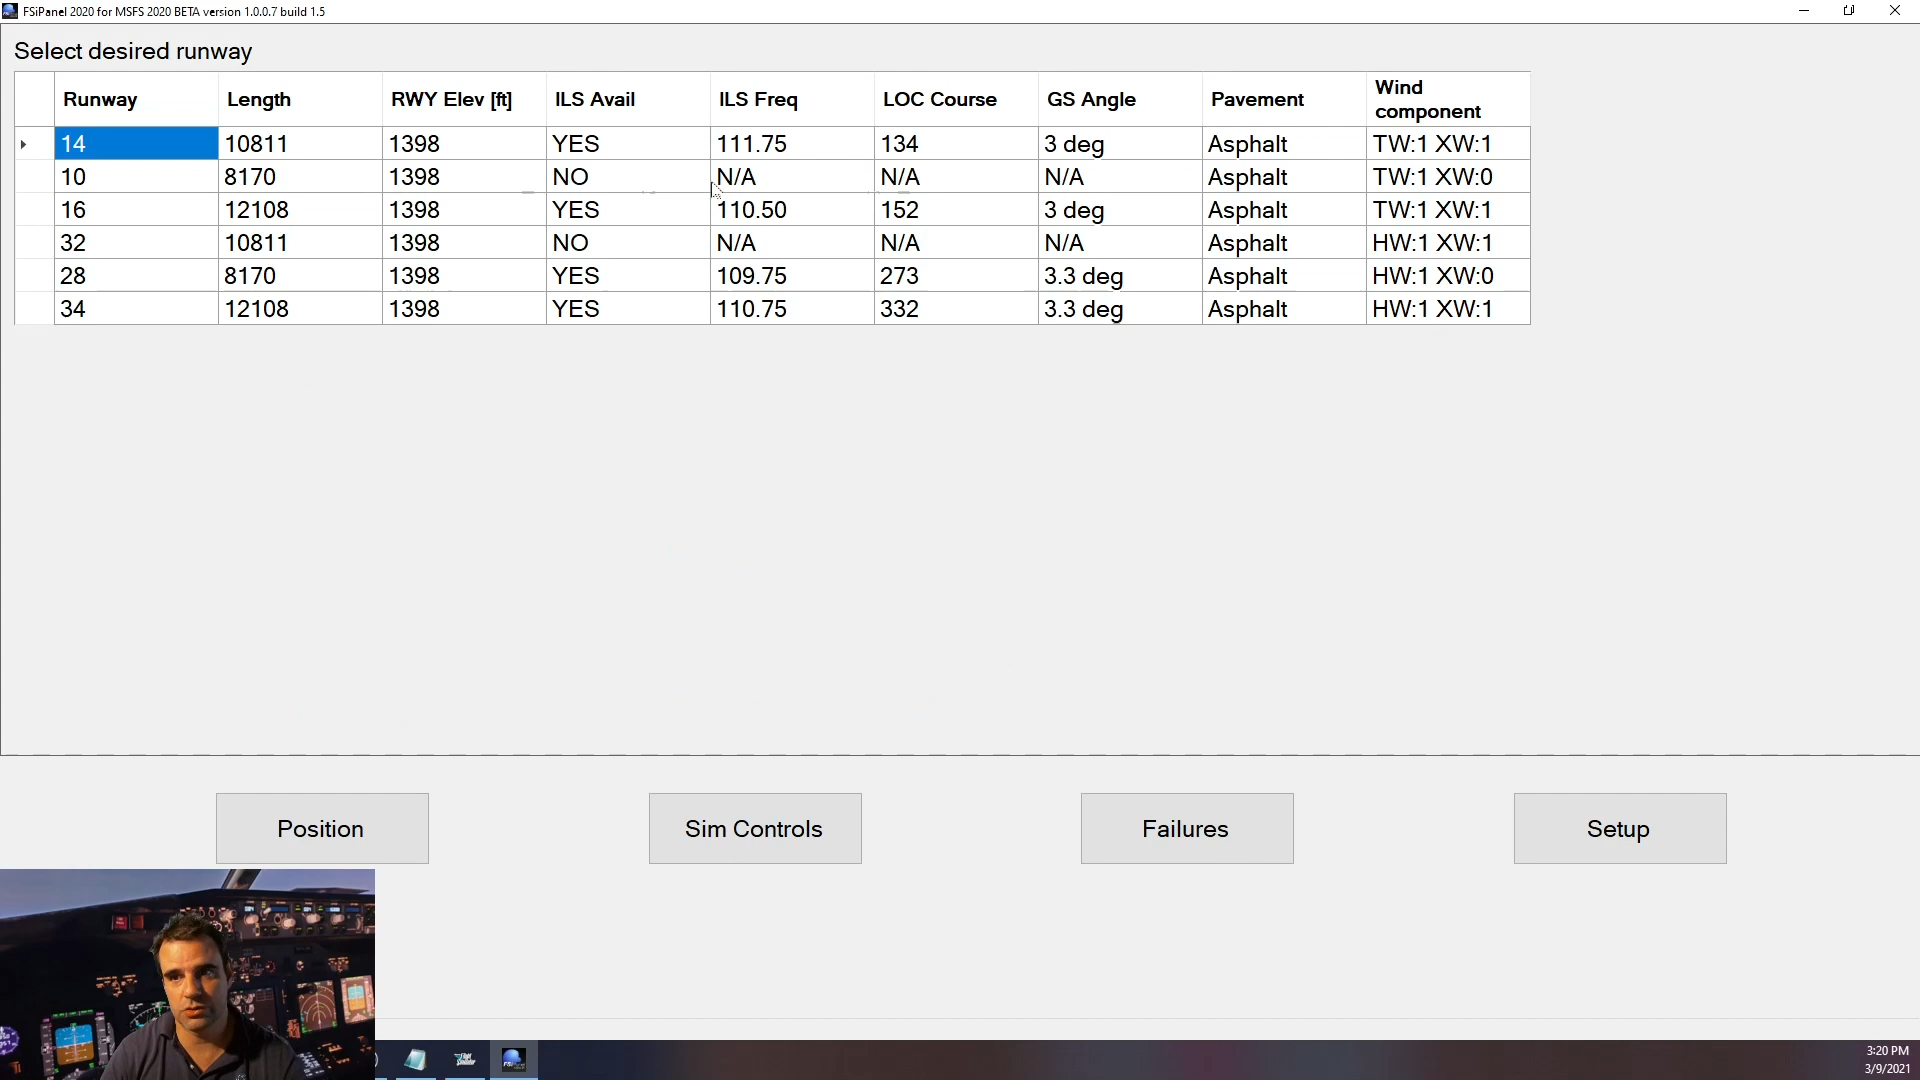 FSiPanel 2020 for MSFS 2020 BETA version 1.0.0.7 build 1.5
Select desired runway
Runway Length RWY Elev [ft] ILS Avail ILS Freq LOC Course GS Angle Pavement Wind component
14 10811 1398 YES 111.75 134 3 deg Asphalt TW:1 XW:1
10 8170 1398 NO N/A N/A N/A Asphalt TW:1 XW:0
16 12108 1398 YES 110.50 152 3 deg Asphalt TW:1 XW:1
32 10811 1398 NO N/A N/A N/A Asphalt HW:1 XW:1
28 8170 1398 YES 109.75 273 3.3 deg Asphalt HW:1 XW:0
34 12108 1398 YES 110.75 332 3.3 deg Asphalt HW:1 XW:1
Position Sim Controls Failures Setup
Flight Simulator
3:20 PM
3/9/2021